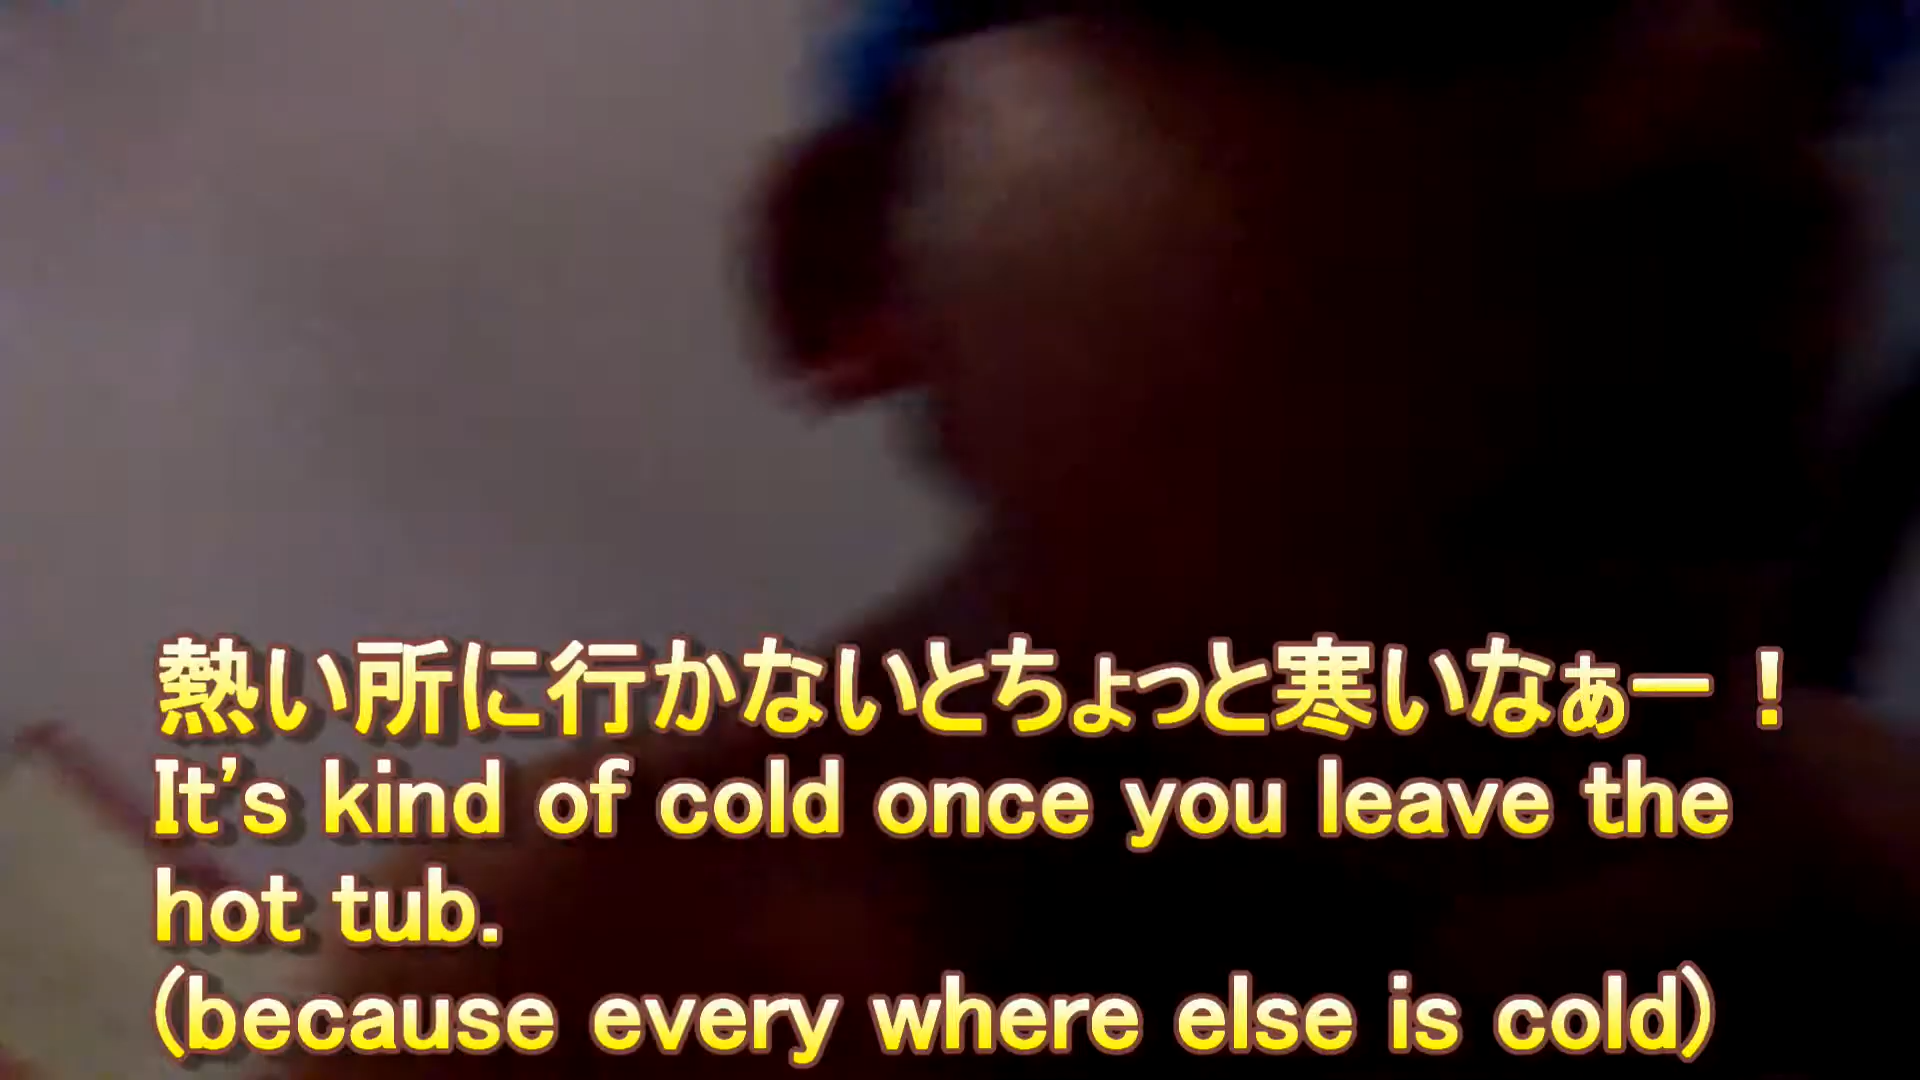 熱い所に行かないとちょっと寒いなぁー！
It's kind of cold once you leave the
hot tub.
(because every where else is cold)